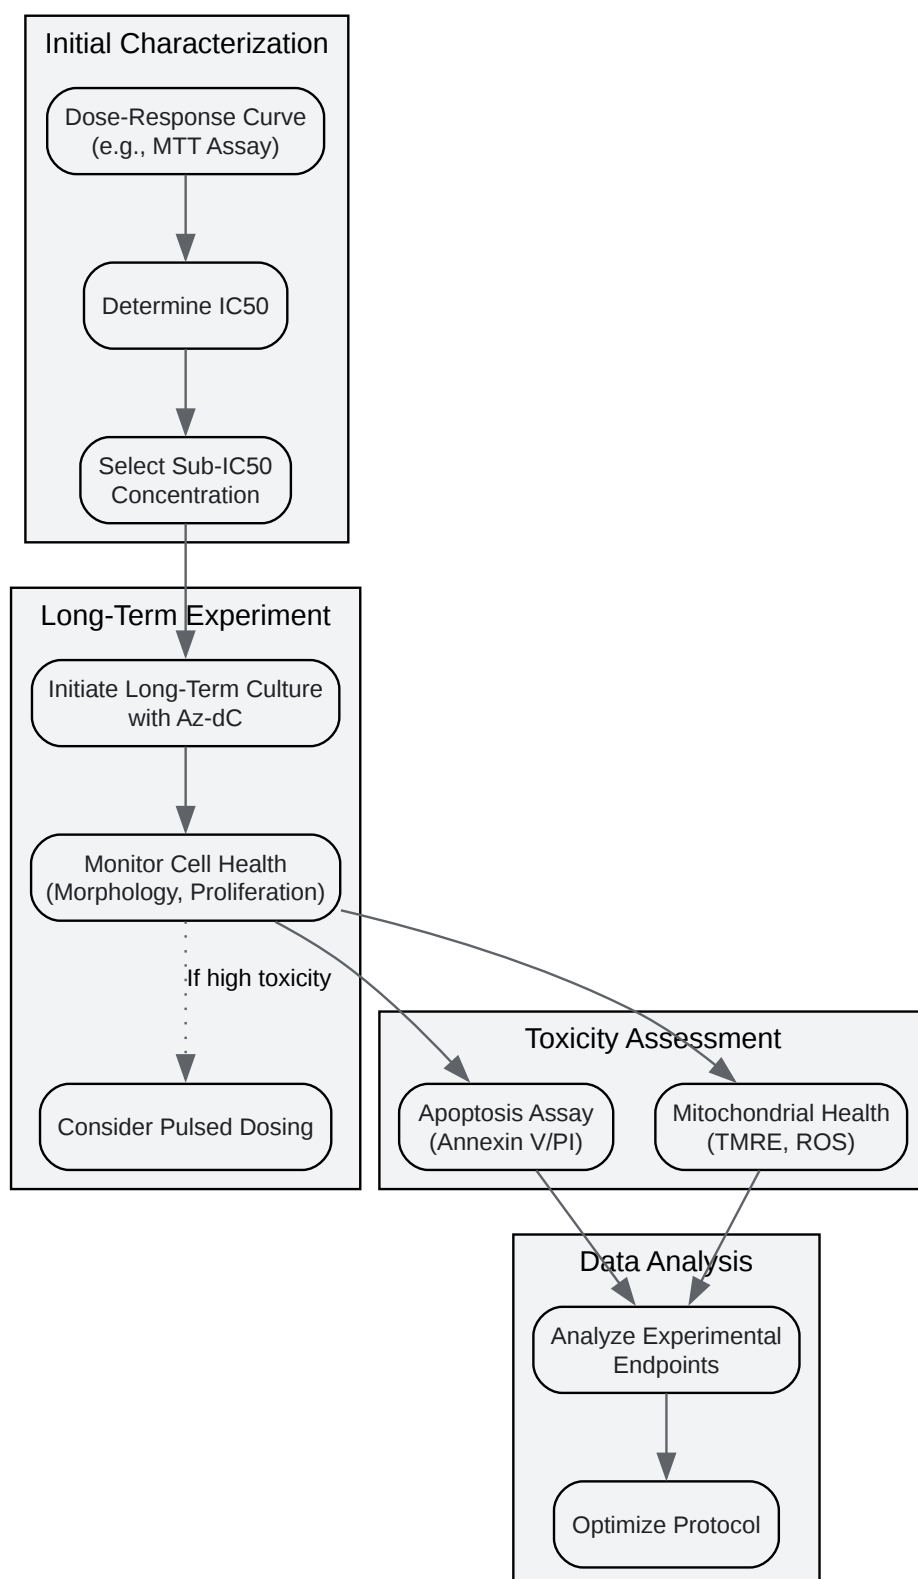 Initial Characterization
Dose-Response Curve
(e.g., MTT Assay)
Determine IC50
Select Sub-IC50
Concentration
Long-Term Experiment
Initiate Long-Term Culture
with Az-dC
Monitor Cell Health
(Morphology, Proliferation)
If high toxicity
Consider Pulsed Dosing
Toxicity Assessment
Apoptosis Assay
(Annexin V/PI)
Mitochondrial Health
(TMRE, ROS)
Data Analysis
Analyze Experimental
Endpoints
Optimize Protocol